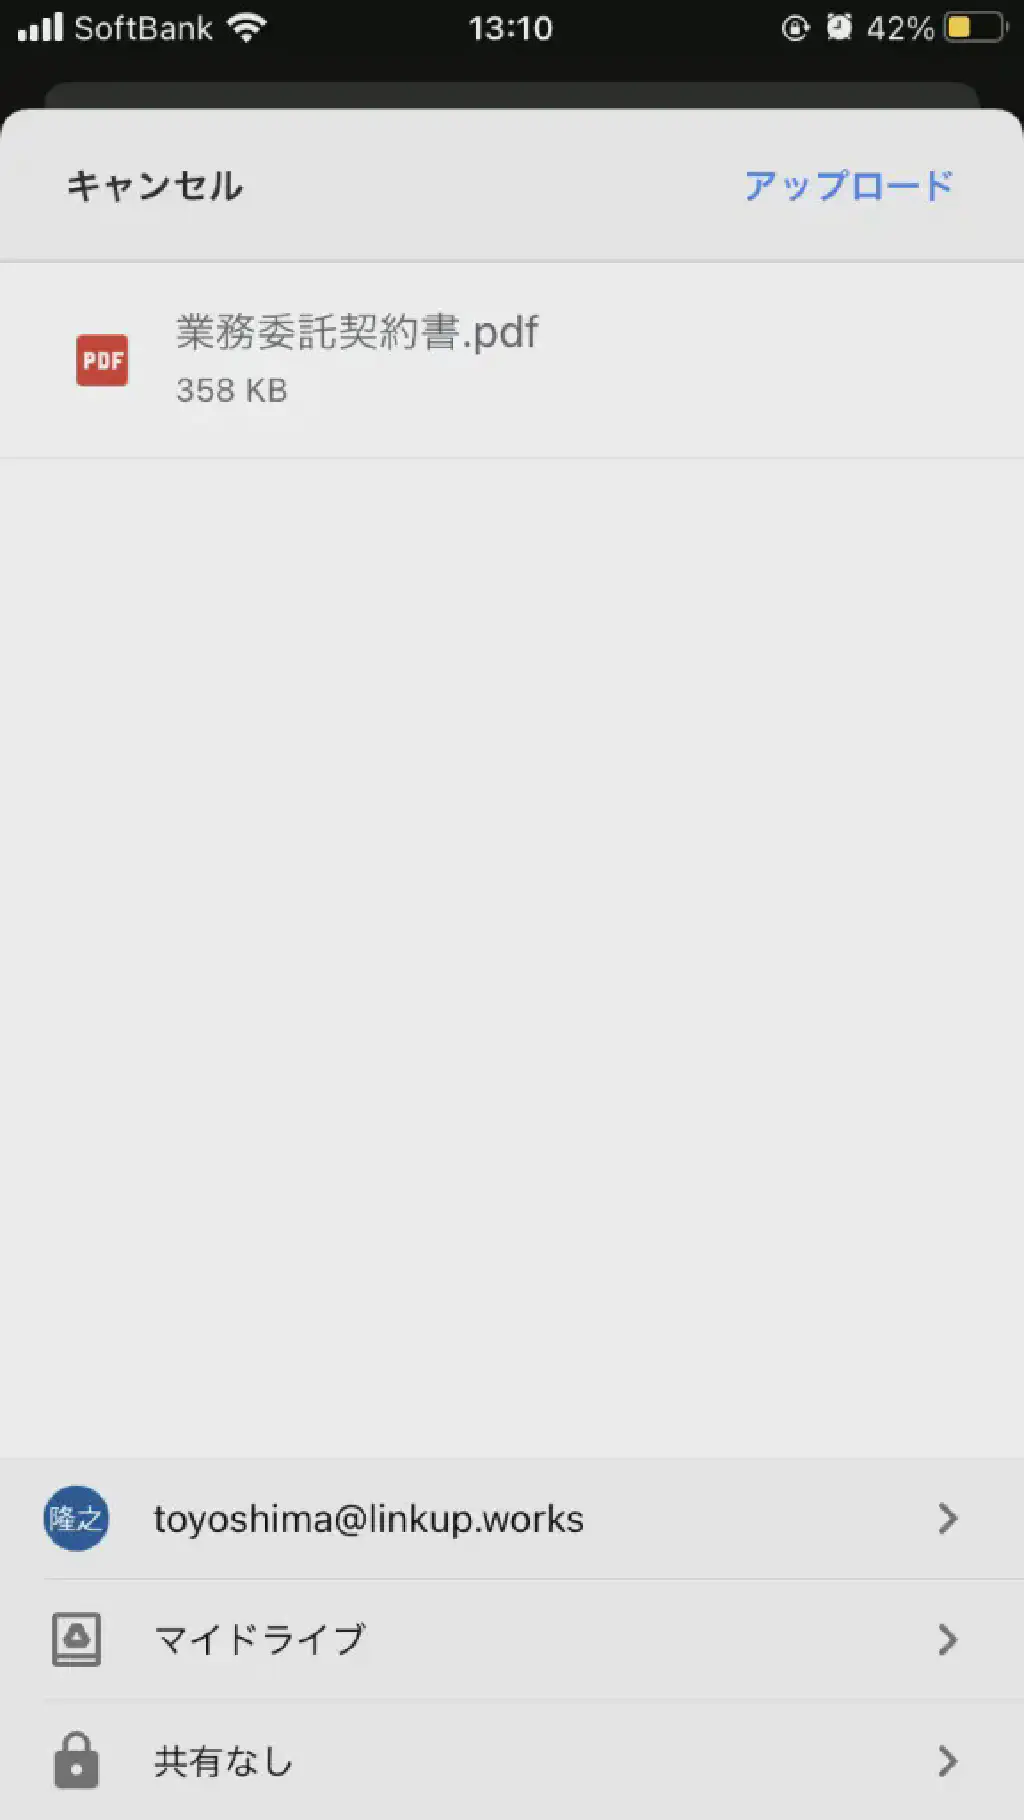 SoftBank 13:10 42%
キャンセル アップロード
業務委託契約書.pdf
PDF
358 KB
隆之 toyoshima@linkup.works
マイドライブ
共有なし